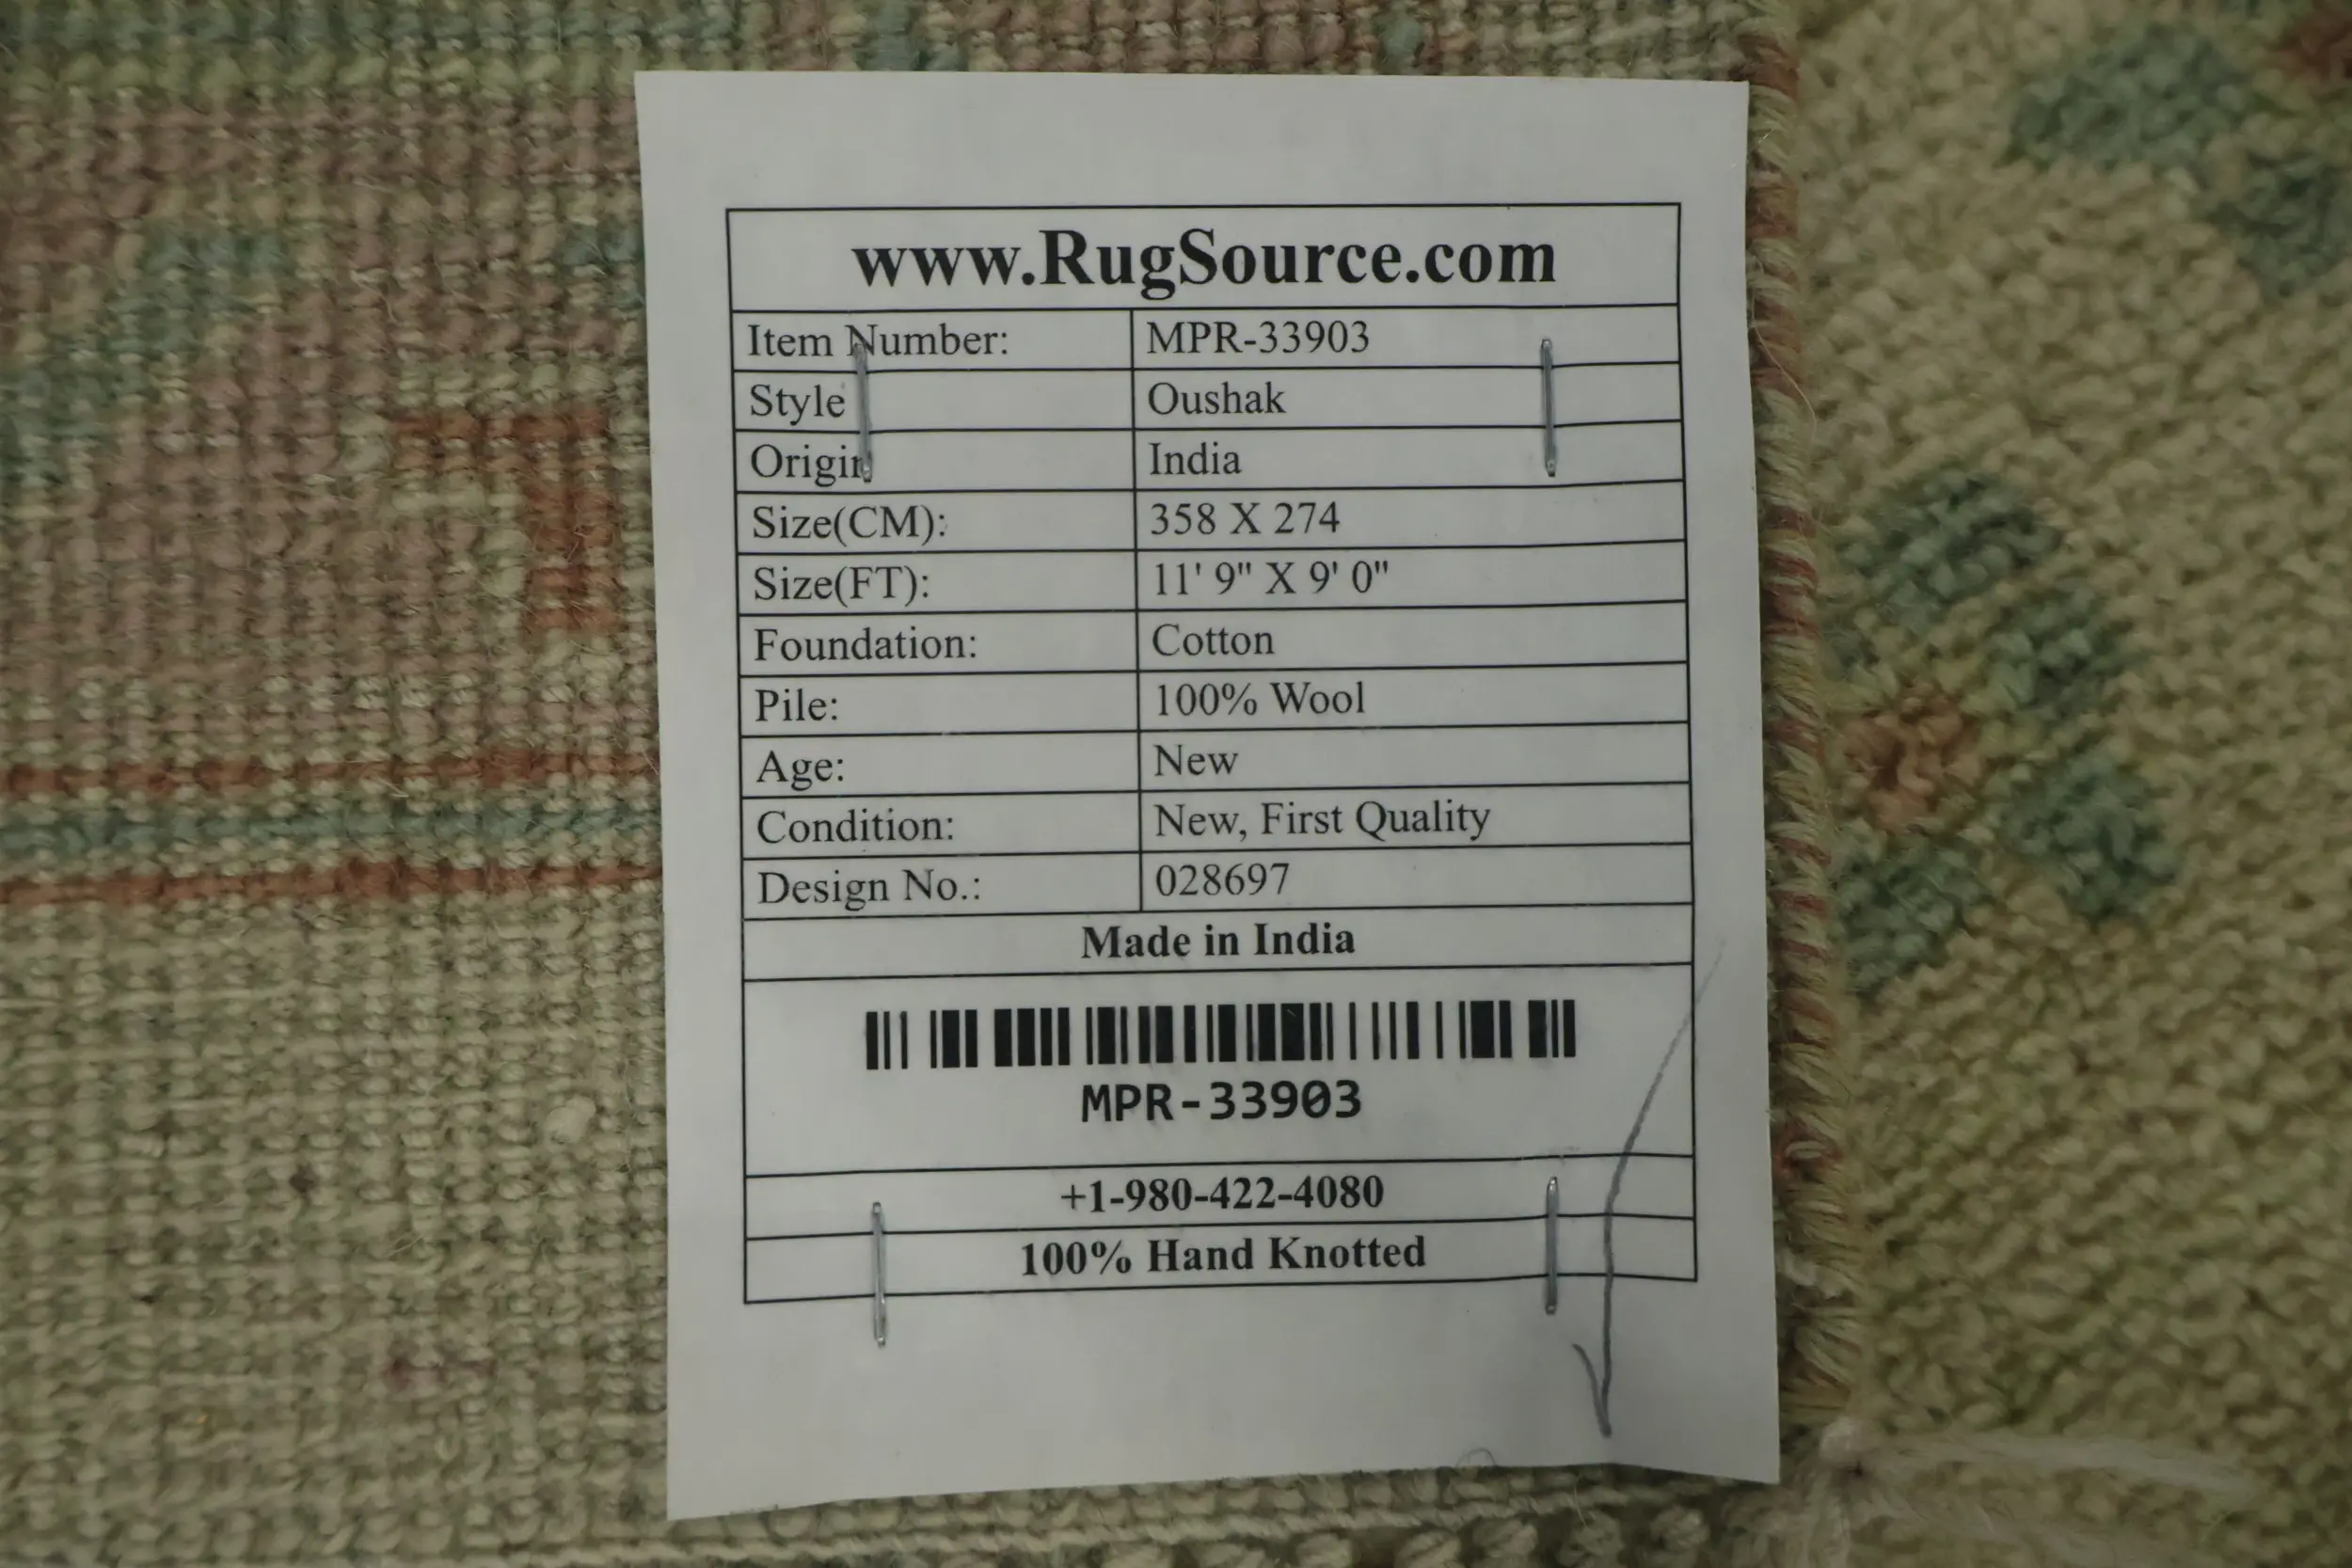 www.RugSource.com
Item Number: MPR-33903
Style Oushak
Origin India
Size(CM): 358 X 274
Size(FT): 11' 9" X 9' 0"
Foundation: Cotton
Pile: 100% Wool
Age: New
Condition: New, First Quality
Design No.: 028697
Made in India
MPR-33903
+1-980-422-4080
100% Hand Knotted